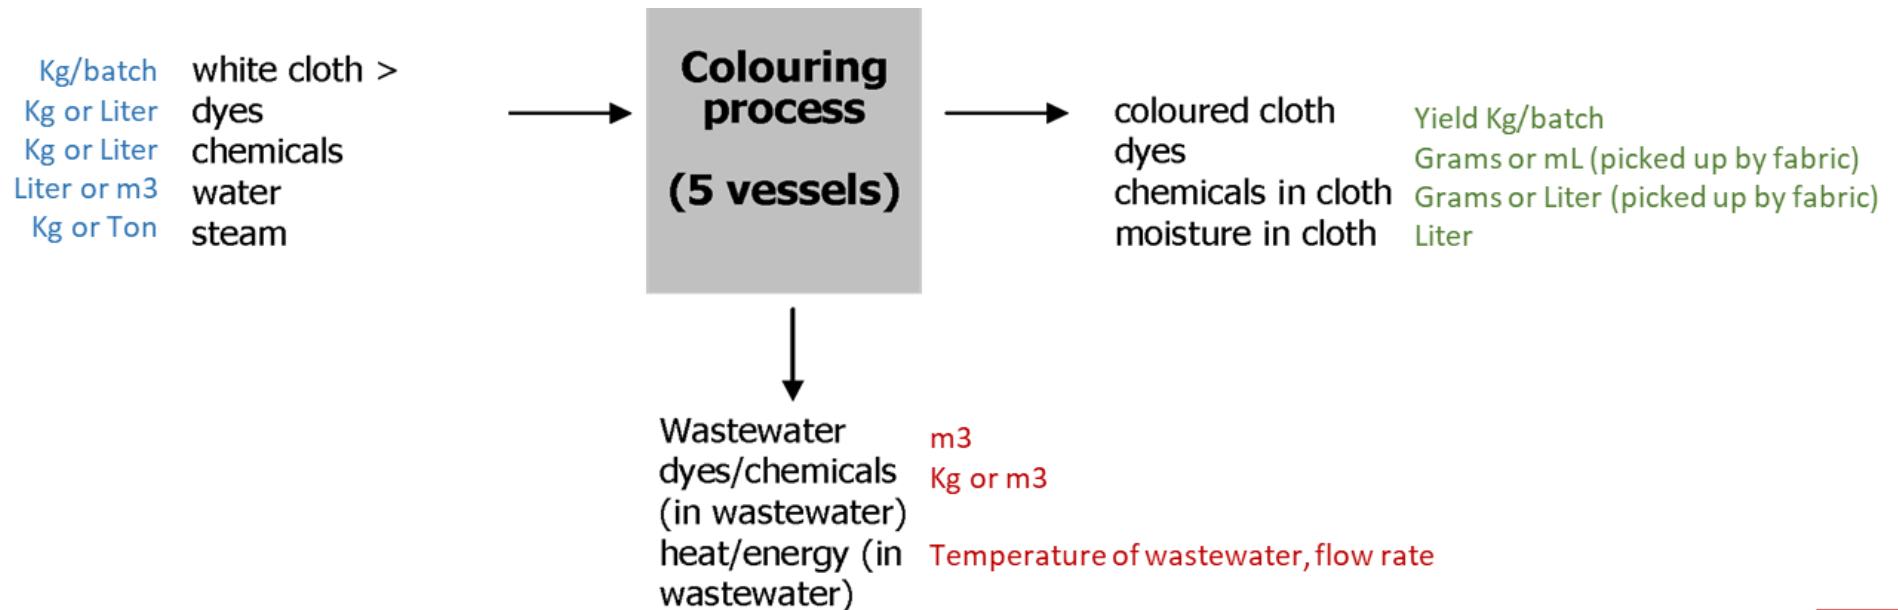 Kg/batch white cloth >
Kg or Liter dyes
Kg or Liter chemicals
Liter or m3 water
Kg or Ton steam
Colouring
process
(5 vessels)
coloured cloth Yield Kg/batch
dyes Grams or mL (picked up by fabric)
chemicals in cloth Grams or Liter (picked up by fabric)
moisture in cloth Liter
Wastewater m3
dyes/chemicals Kg or m3
(in wastewater)
heat/energy (in Temperature of wastewater, flow rate
wastewater)